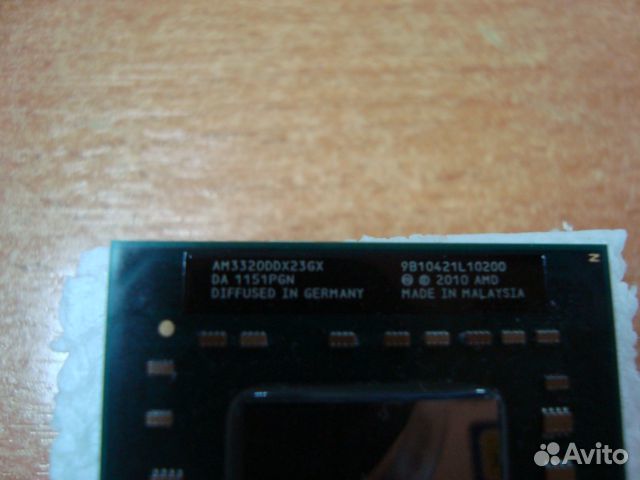 AM3320DDX23GX
DA 1151PGN
DIFFUSED IN GERMANY
9B10421L10200
® © 2010 AMD
MADE IN MALAYSIA
N
Avito